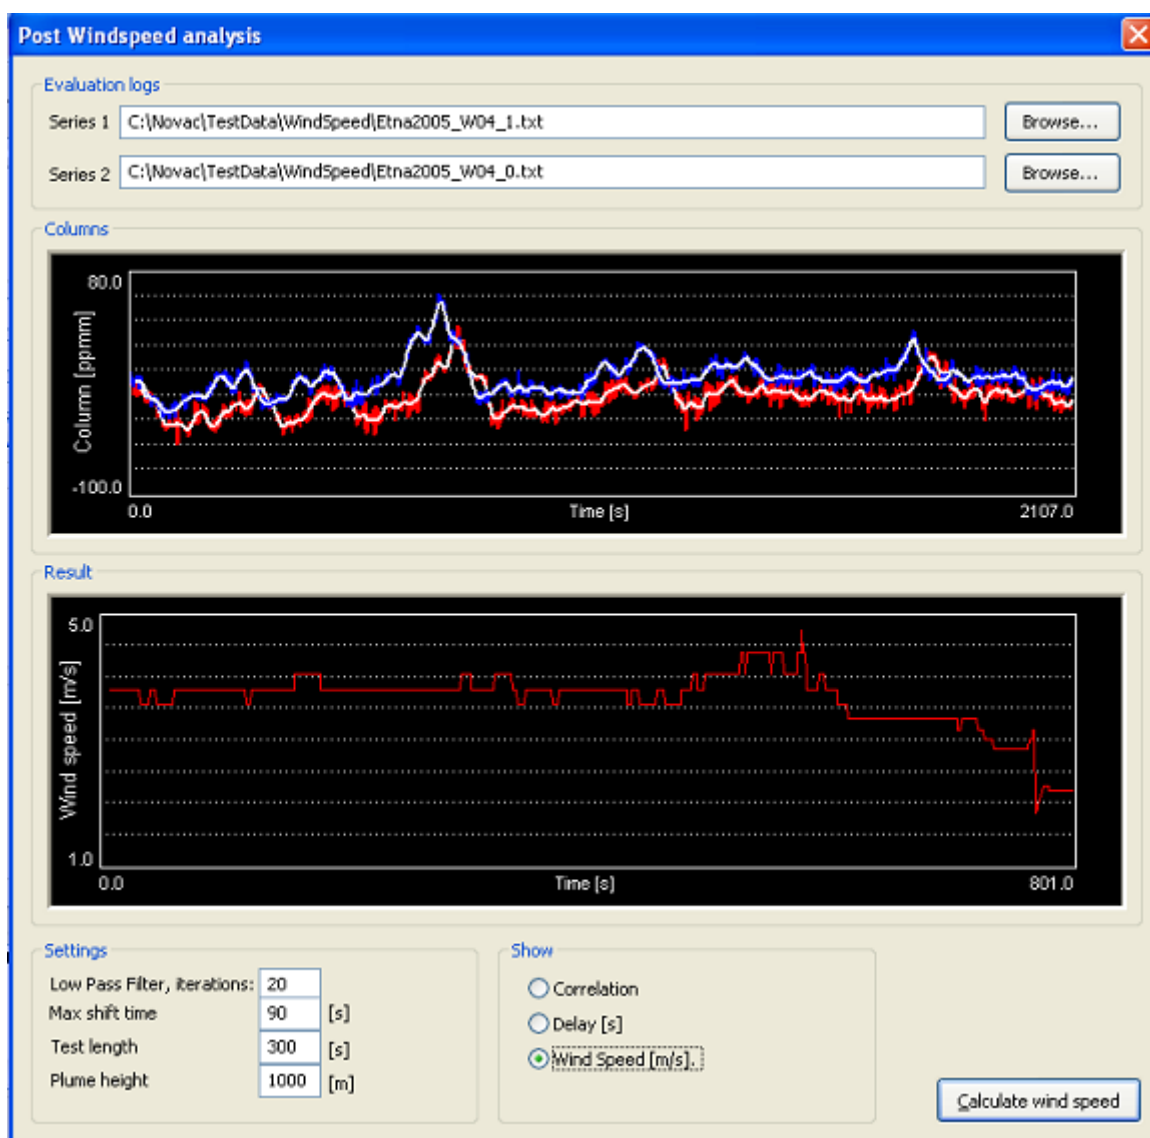 Post Windspeed analysis
Evaluation logs
Series 1 C:\Novac\TestData\WindSpeed\Etna2005_W04_1.txt Browse...
Series 2 C:\Novac\TestData\WindSpeed\Etna2005_W04_0.txt Browse...
Columns
80.0
Column [ppmm]
-100.0
0.0 Time [s] 2107.0
Result
5.0
Wind speed [m/s]
1.0
0.0 Time [s] 801.0
Settings
Low Pass Filter, iterations: 20
Max shift time 90 [s]
Test length 300 [s]
Plume height 1000 [m]
Show
Correlation
Delay [s]
Wind Speed [m/s].
Calculate wind speed